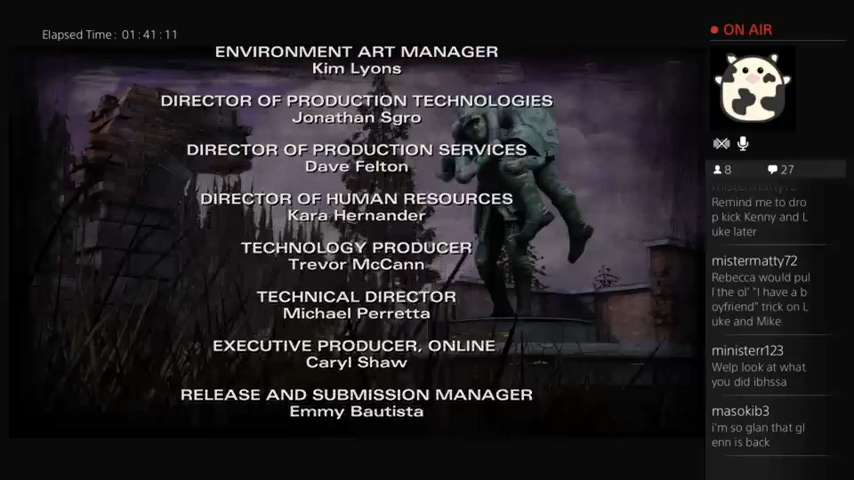 Elapsed Time: 01:41:11
ON AIR
ENVIRONMENT ART MANAGER
Kim Lyons
DIRECTOR OF PRODUCTION TECHNOLOGIES
Jonathan Sgro
DIRECTOR OF PRODUCTION SERVICES
Dave Felton
DIRECTOR OF HUMAN RESOURCES
Kara Hernander
TECHNOLOGY PRODUCER
Trevor McCann
TECHNICAL DIRECTOR
Michael Perretta
EXECUTIVE PRODUCER, ONLINE
Caryl Shaw
RELEASE AND SUBMISSION MANAGER
Emmy Bautista
8
27
mistermatty72
Remind me to dro
p kick Kenny and L
uke later
mistermatty72
Rebecca would pul
l the ol' "I have a b
oyfriend" trick on L
uke and Mike
ministerr123
Welp look at what
you did ibhssa
masokib3
i'm so glan that gl
enn is back